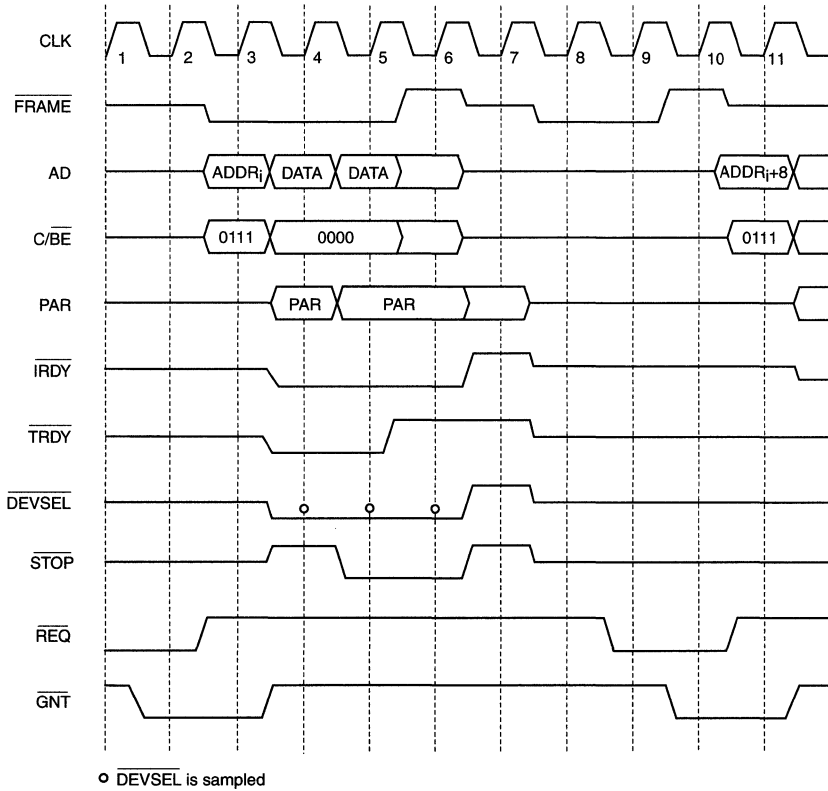 CLK
1 2 3 4 5 6 7 8 9 10 11
FRAME
AD ADDRi DATA DATA ADDRi+8
C/BE 0111 0000 0111
PAR PAR PAR
IRDY
TRDY
DEVSEL
STOP
REQ
GNT
DEVSEL is sampled